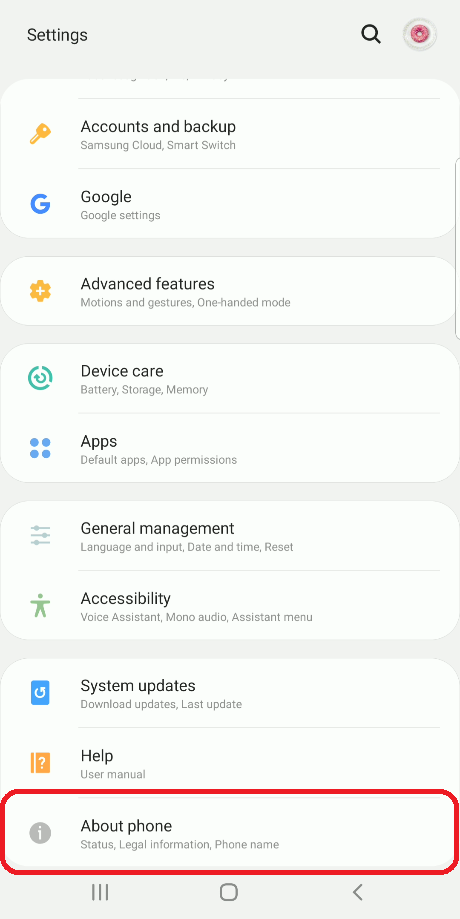 Settings
Accounts and backup
Samsung Cloud, Smart Switch
Google
Google settings
Advanced features
Motions and gestures, One-handed mode
Device care
Battery, Storage, Memory
Apps
Default apps, App permissions
General management
Language and input, Date and time, Reset
Accessibility
Voice Assistant, Mono audio, Assistant menu
System updates
Download updates, Last update
Help
User manual
About phone
Status, Legal information, Phone name